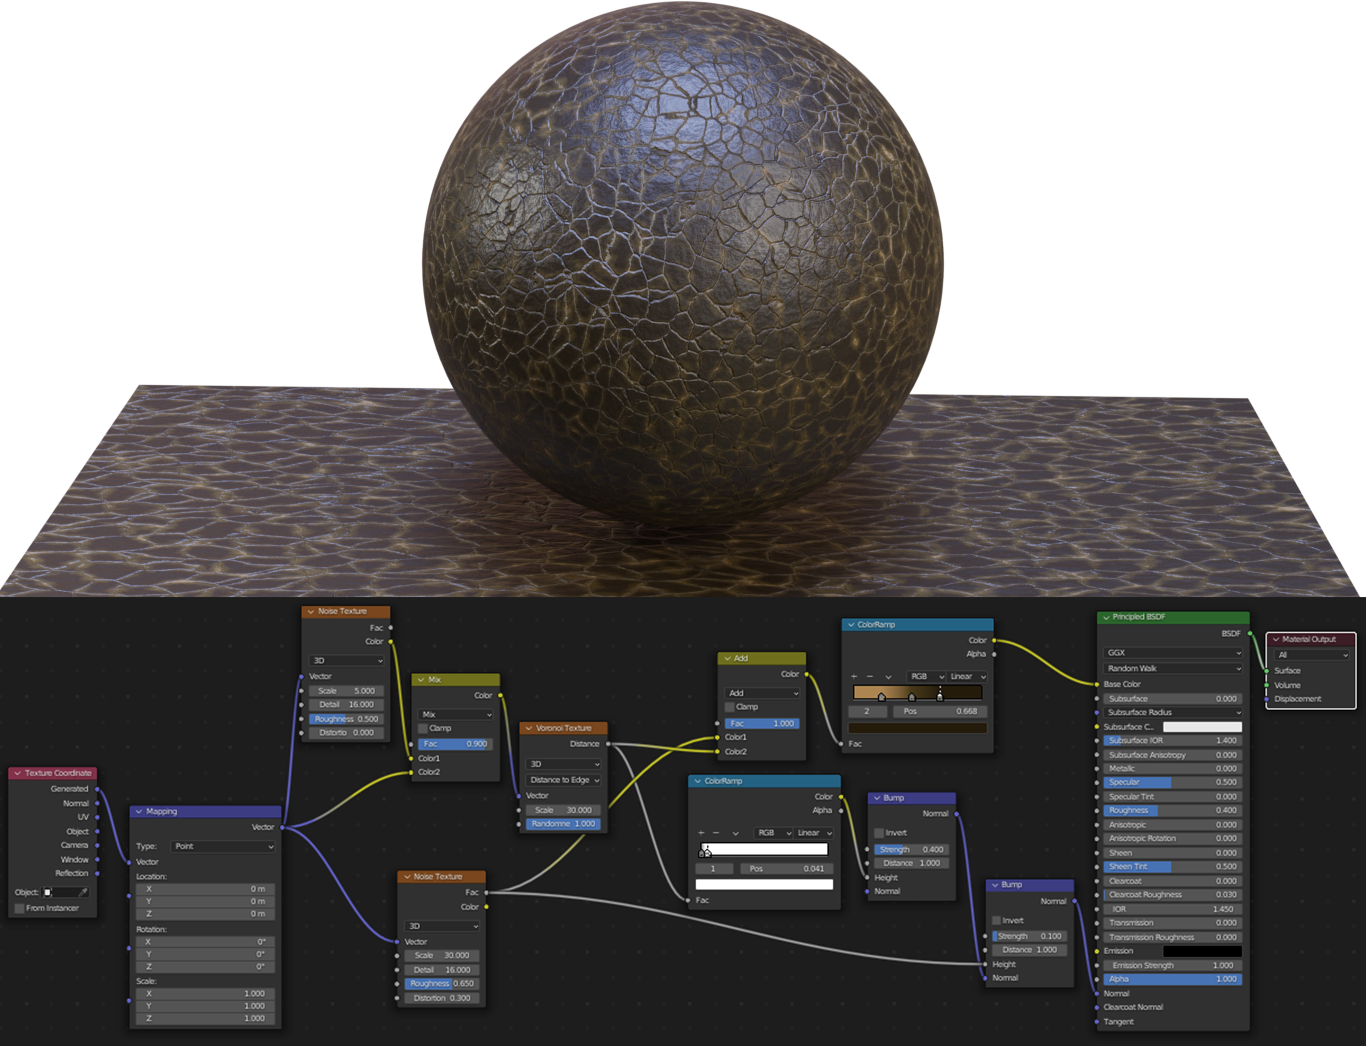 Noise Texture
Fac
Color
3D
Vector
Scale 5.000
Detail 16.000
Roughness 0.500
Distortio 0.000
Mix
Color
Mix
Clamp
Fac 0.900
Color1
Color2
Voronoi Texture
Distance
3D
Distance to Edge
Vector
Scale 30.000
Randomne 1.000
Texture Coordinate
Generated
Normal
UV
Object
Camera
Window
Reflection
Object:
From Instancer
Mapping
Vector
Type: Point
Vector
Location:
X 0 m
Y 0 m
Z 0 m
Rotation:
X 0°
Y 0°
Z 0°
Scale:
X 1.000
Y 1.000
Z 1.000
Noise Texture
Fac
Color
3D
Vector
Scale 30.000
Detail 16.000
Roughness 0.650
Distortion 0.300
Add
Color
Add
Clamp
Fac 1.000
Color1
Color2
ColorRamp
Color
Alpha
RGB Linear
2 Pos 0.668
Fac
ColorRamp
Color
Alpha
RGB Linear
1 Pos 0.041
Fac
Bump
Normal
Invert
Strength 0.400
Distance 1.000
Height
Normal
Bump
Normal
Invert
Strength 0.100
Distance 1.000
Height
Normal
Principled BSDF
BSDF
GGX
Random Walk
Base Color
Subsurface 0.000
Subsurface Radius
Subsurface C...
Subsurface IOR 1.400
Subsurface Anisotropy 0.000
Metallic 0.000
Specular 0.500
Specular Tint 0.000
Roughness 0.400
Anisotropic 0.000
Anisotropic Rotation 0.000
Sheen 0.000
Sheen Tint 0.500
Clearcoat 0.000
Clearcoat Roughness 0.030
IOR 1.450
Transmission 0.000
Transmission Roughness 0.000
Emission
Emission Strength 1.000
Alpha 1.000
Normal
Clearcoat Normal
Tangent
Material Output
All
Surface
Volume
Displacement